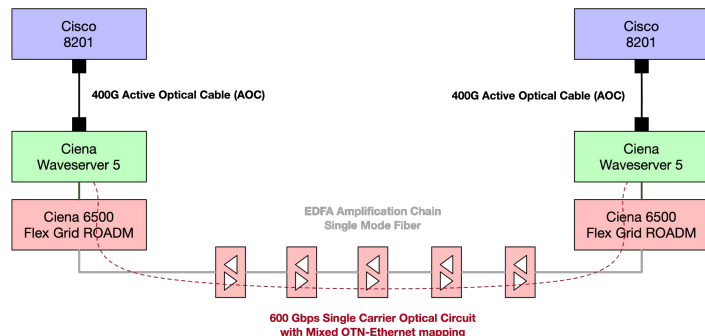 Cisco
8201
Cisco
8201
400G Active Optical Cable (AOC)
400G Active Optical Cable (AOC)
Ciena
Waveserver 5
Ciena
Waveserver 5
Ciena 6500
Flex Grid ROADM
EDFA Amplification Chain
Single Mode Fiber
Ciena 6500
Flex Grid ROADM
600 Gbps Single Carrier Optical Circuit
with Mixed OTN-Ethernet mapping